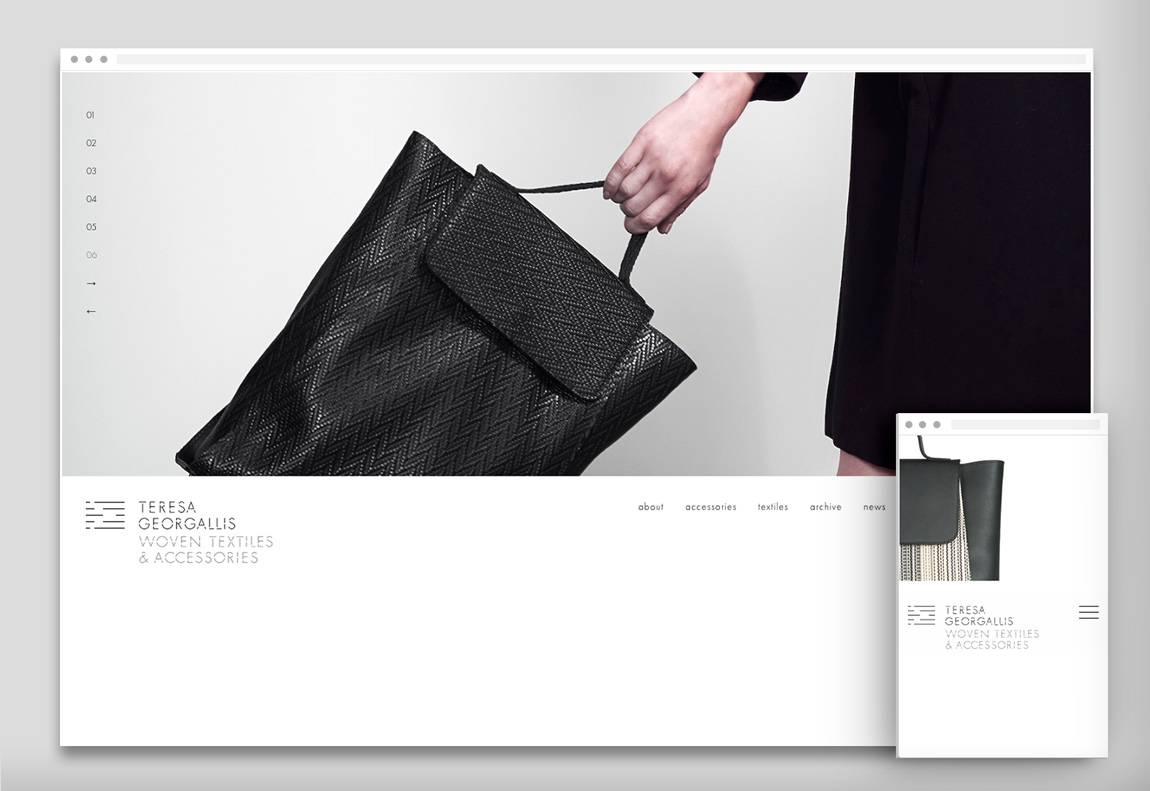 01
02
03
04
05
06
→
←
TERESA
GEORGALLIS
WOVEN TEXTILES
& ACCESSORIES
about accessories textiles archive news
TERESA
GEORGALLIS
WOVEN TEXTILES
& ACCESSORIES